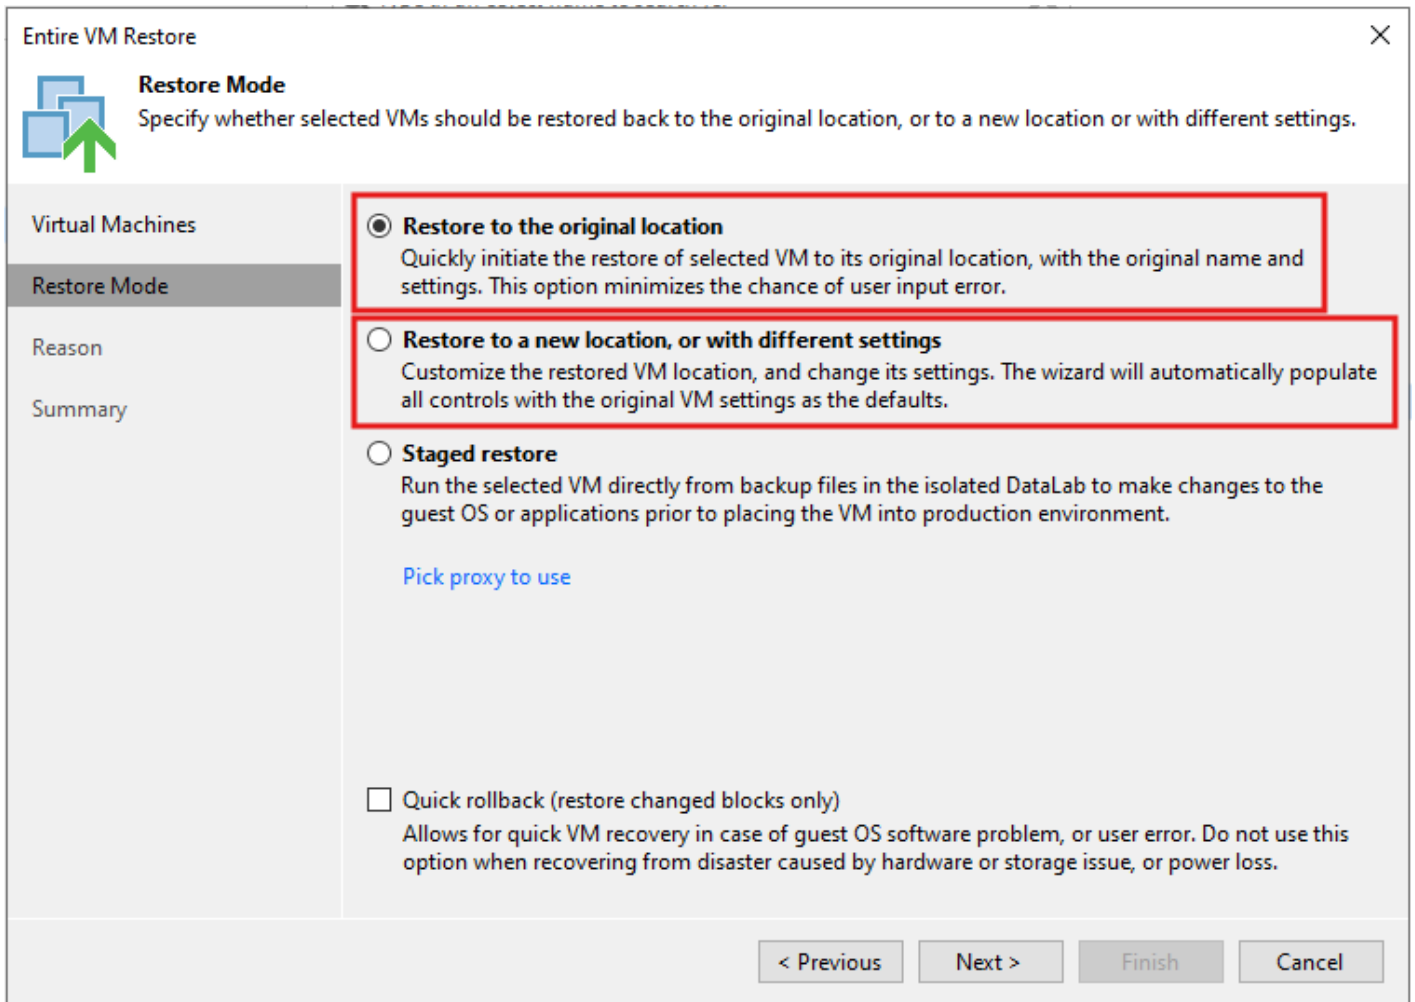 Entire VM Restore
Restore Mode
Specify whether selected VMs should be restored back to the original location, or to a new location or with different settings.
Virtual Machines
Restore Mode
Reason
Summary
Restore to the original location
Quickly initiate the restore of selected VM to its original location, with the original name and
settings. This option minimizes the chance of user input error.
Restore to a new location, or with different settings
Customize the restored VM location, and change its settings. The wizard will automatically populate
all controls with the original VM settings as the defaults.
Staged restore
Run the selected VM directly from backup files in the isolated DataLab to make changes to the
guest OS or applications prior to placing the VM into production environment.
Pick proxy to use
Quick rollback (restore changed blocks only)
Allows for quick VM recovery in case of guest OS software problem, or user error. Do not use this
option when recovering from disaster caused by hardware or storage issue, or power loss.
< Previous
Next >
Finish
Cancel